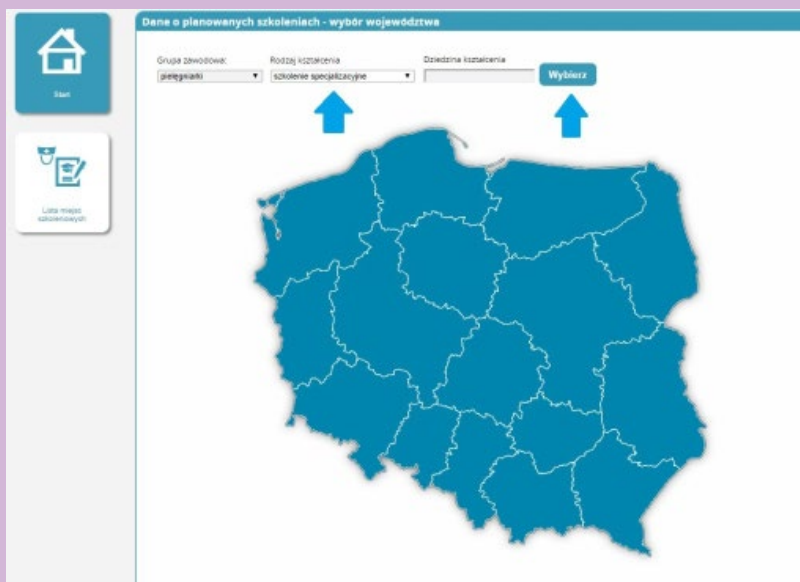 Dane o planowanych szkoleniach - wybór województwa
Grupa zawodowa:
Rodzaj kształcenia
Dziedzina kształcenia
pielęgniarki
szkolenie specjalizacyjne
Wybierz
Start
Lista miejsc
szkoleniowych